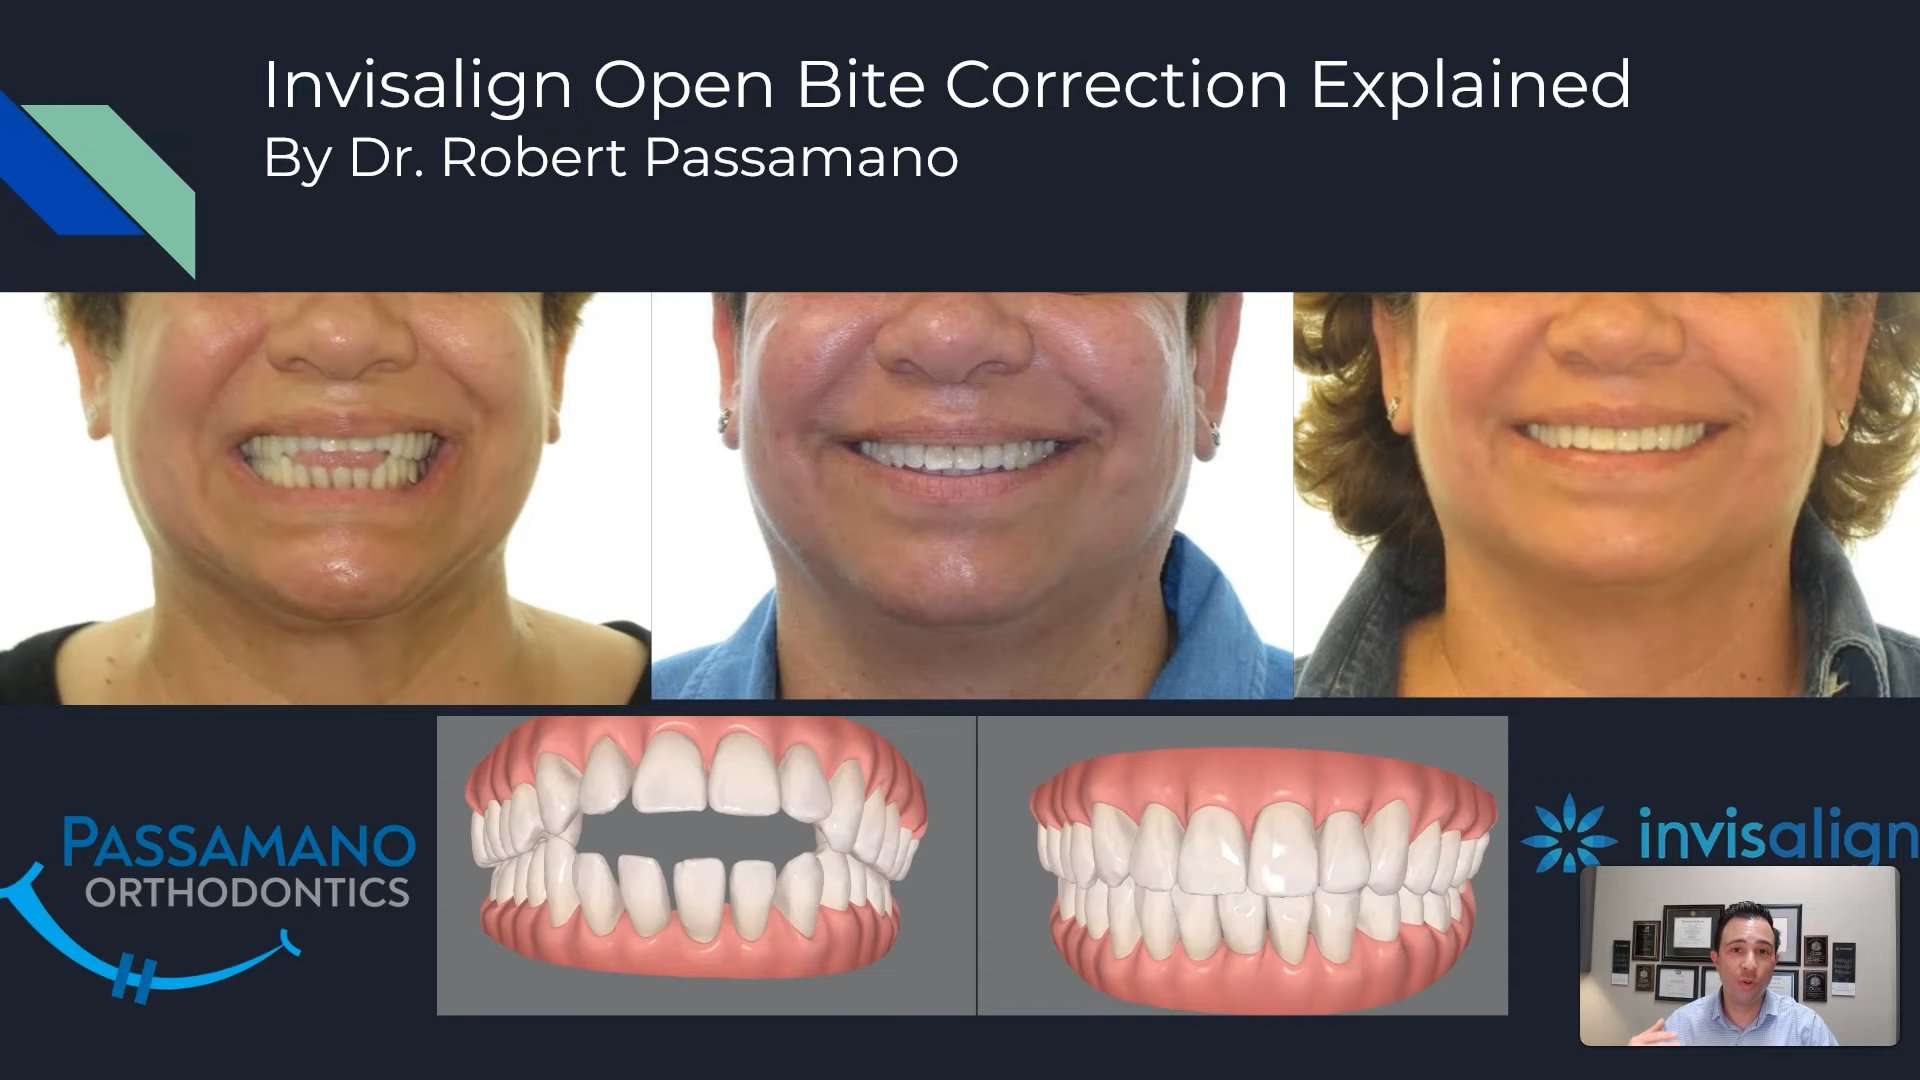 Invisalign Open Bite Correction Explained
By Dr. Robert Passamano
PASSAMANO
ORTHODONTICS
invisalign